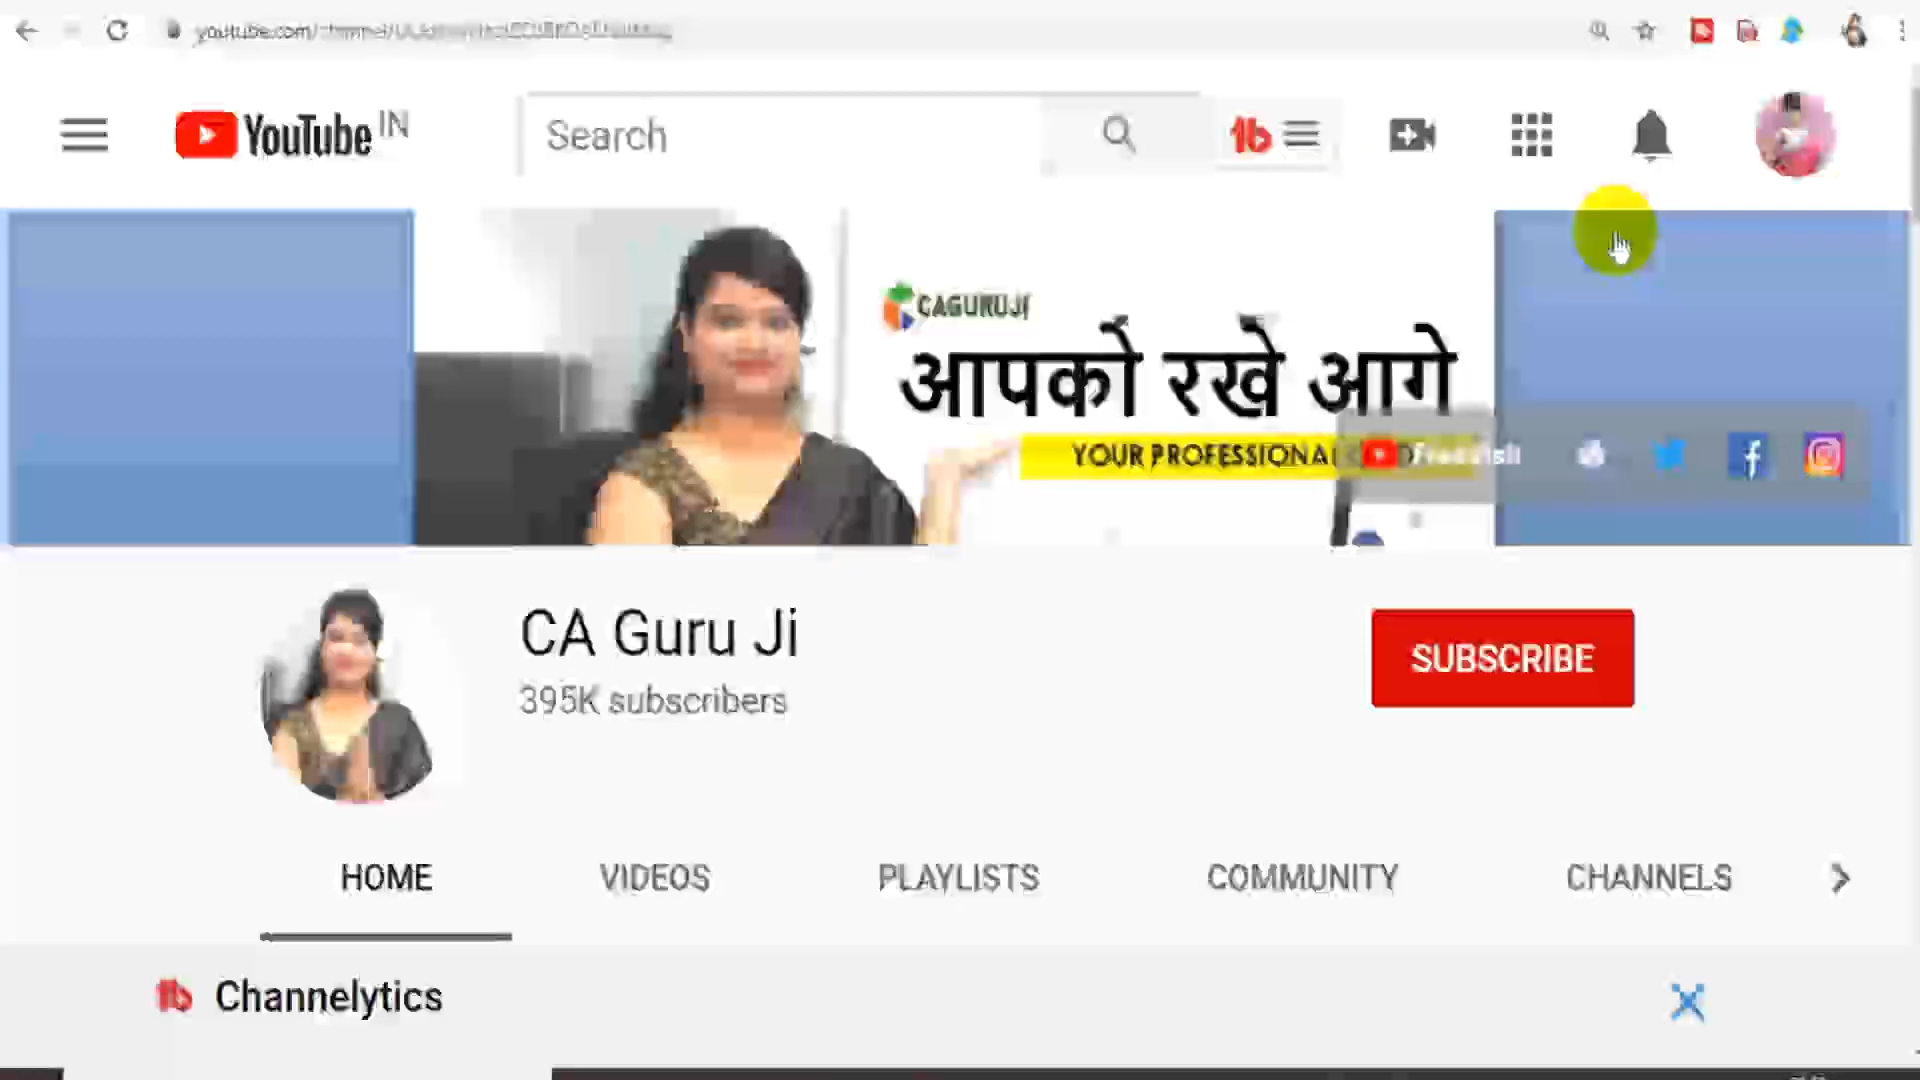 YouTube IN
Search
CAGURUJI
आपको रखे आगे
YOUR PROFESSIONAL
CA Guru Ji
395K subscribers
SUBSCRIBE
HOME VIDEOS PLAYLISTS COMMUNITY CHANNELS
Channelytics